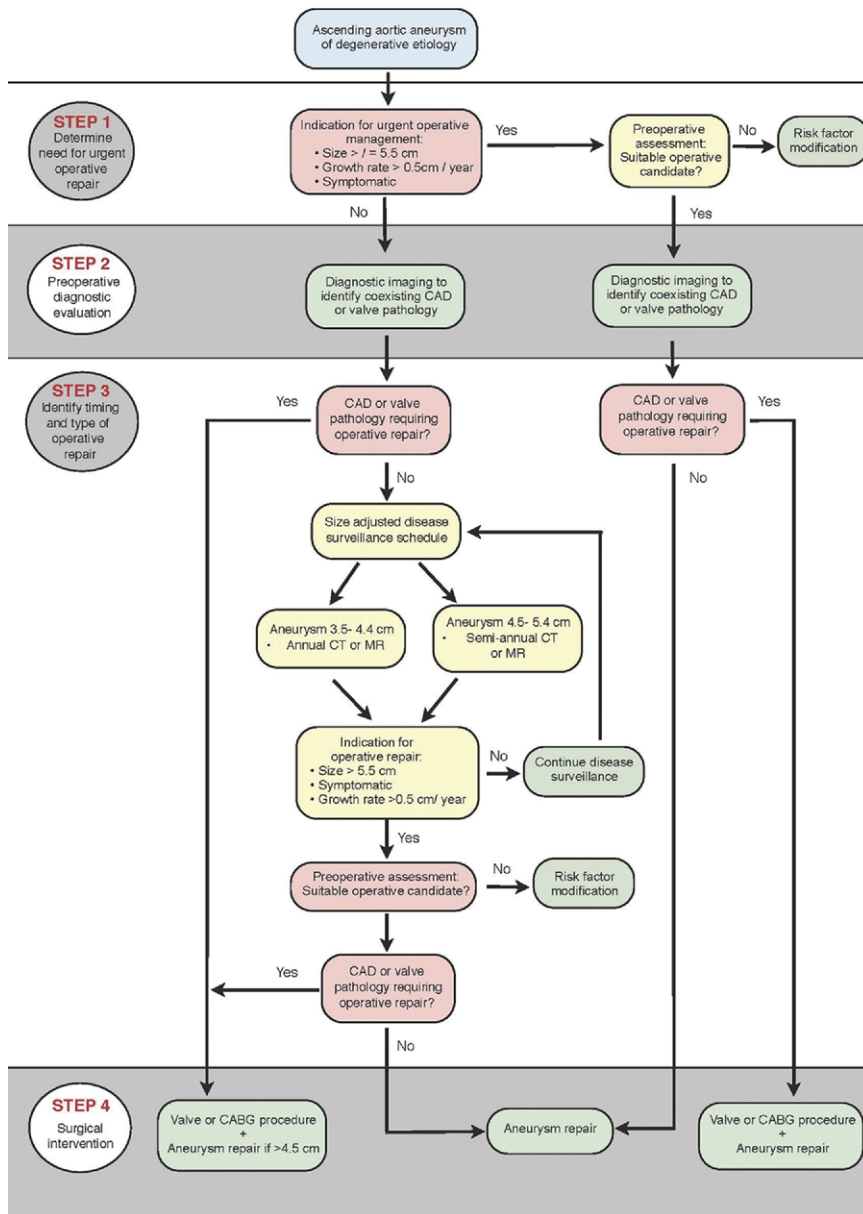 Ascending aortic aneurysm
of degenerative etiology
STEP 1
Determine
need for urgent
operative
repair
Indication for urgent operative
management:
• Size > / = 5.5 cm
• Growth rate > 0.5cm / year
• Symptomatic
Yes
Preoperative
assessment:
Suitable operative
candidate?
No
Risk factor
modification
No
Yes
STEP 2
Preoperative
diagnostic
evaluation
Diagnostic imaging to
identify coexisting CAD
or valve pathology
Diagnostic imaging to
identify coexisting CAD
or valve pathology
STEP 3
Identify timing
and type of
operative
repair
Yes
CAD or valve
pathology requiring
operative repair?
CAD or valve
pathology requiring
operative repair?
Yes
No
No
Size adjusted disease
surveillance schedule
Aneurysm 3.5- 4.4 cm
• Annual CT or MR
Aneurysm 4.5- 5.4 cm
• Semi-annual CT
or MR
Indication for
operative repair:
• Size > 5.5 cm
• Symptomatic
• Growth rate >0.5 cm/ year
No
Continue disease
surveillance
Yes
Preoperative assessment:
Suitable operative candidate?
No
Risk factor
modification
Yes
CAD or valve
pathology requiring
operative repair?
No
STEP 4
Surgical
intervention
Valve or CABG procedure
+
Aneurysm repair if >4.5 cm
Aneurysm repair
Valve or CABG procedure
+
Aneurysm repair